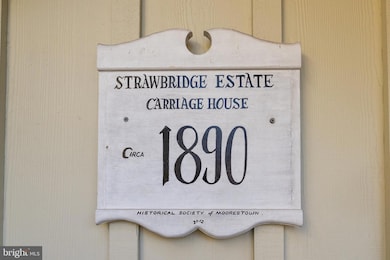 STRAWBRIDGE ESTATE
CARRIAGE HOUSE
CIRCA 1890
HISTORICAL SOCIETY of MOORESTOWN
bright MLS